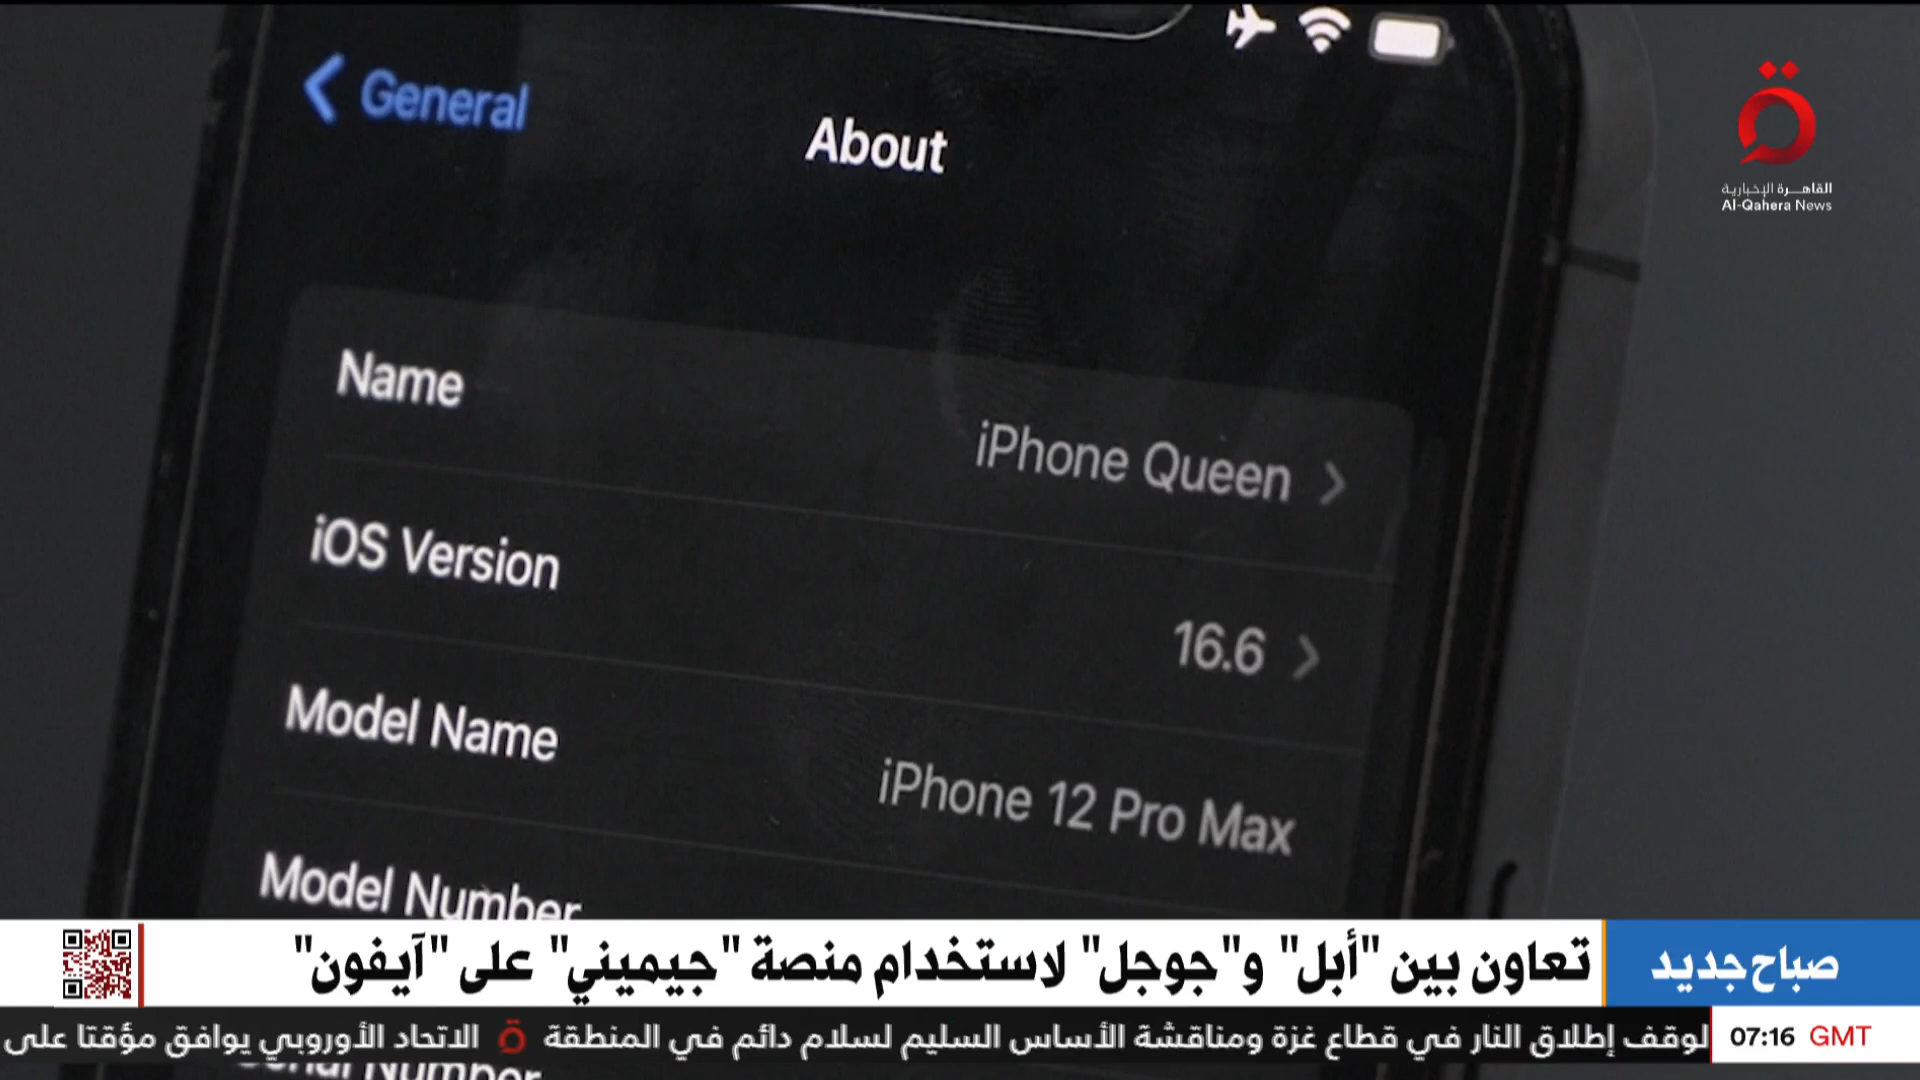 General
About
القاهرة الإخبارية
Al-Qahera News
Name
iPhone Queen
iOS Version
16.6
Model Name
iPhone 12 Pro Max
Model Number
صباح جديد
تعاون بين "أبل" و"جوجل" لاستخدام منصة "جيميني" على "آيفون"
07:16 GMT
لوقف إطلاق النار في قطاع غزة ومناقشة الأساس السليم لسلام دائم في المنطقة
الاتحاد الأوروبي يوافق مؤقتا على
Serial Number